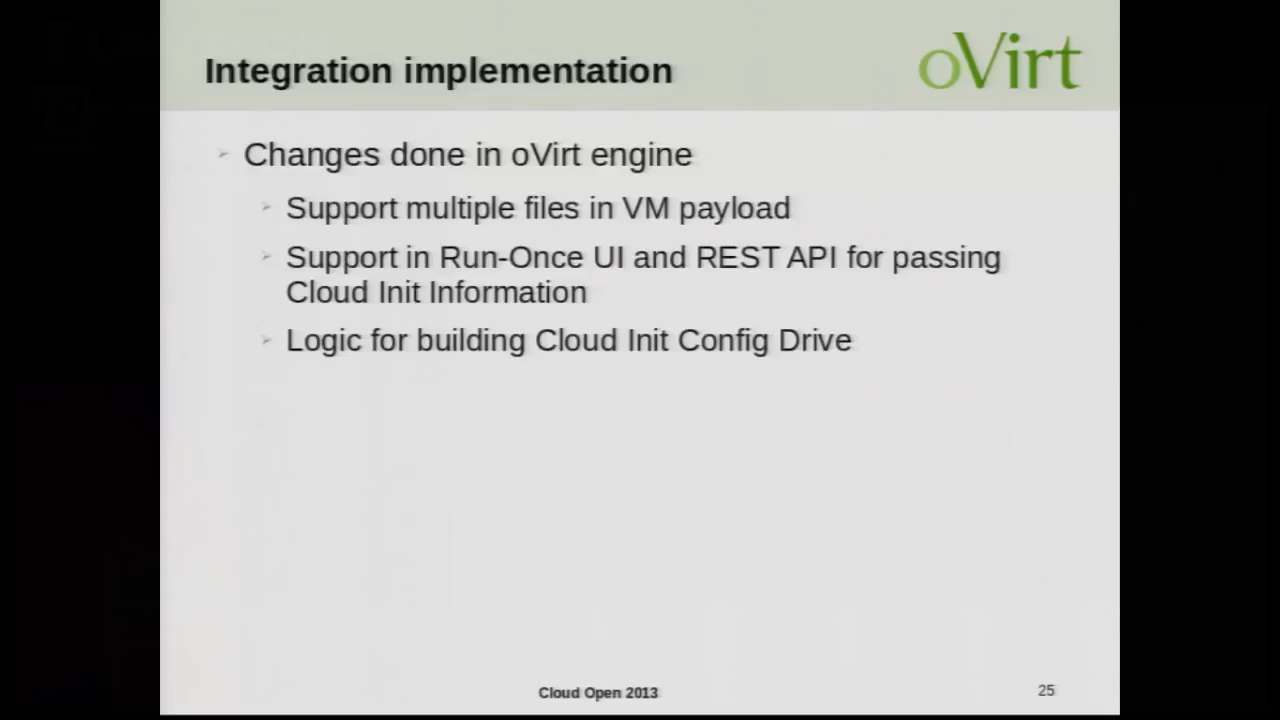 Integration implementation
oVirt
Changes done in oVirt engine
Support multiple files in VM payload
Support in Run-Once UI and REST API for passing
Cloud Init Information
Logic for building Cloud Init Config Drive
Cloud Open 2013
25